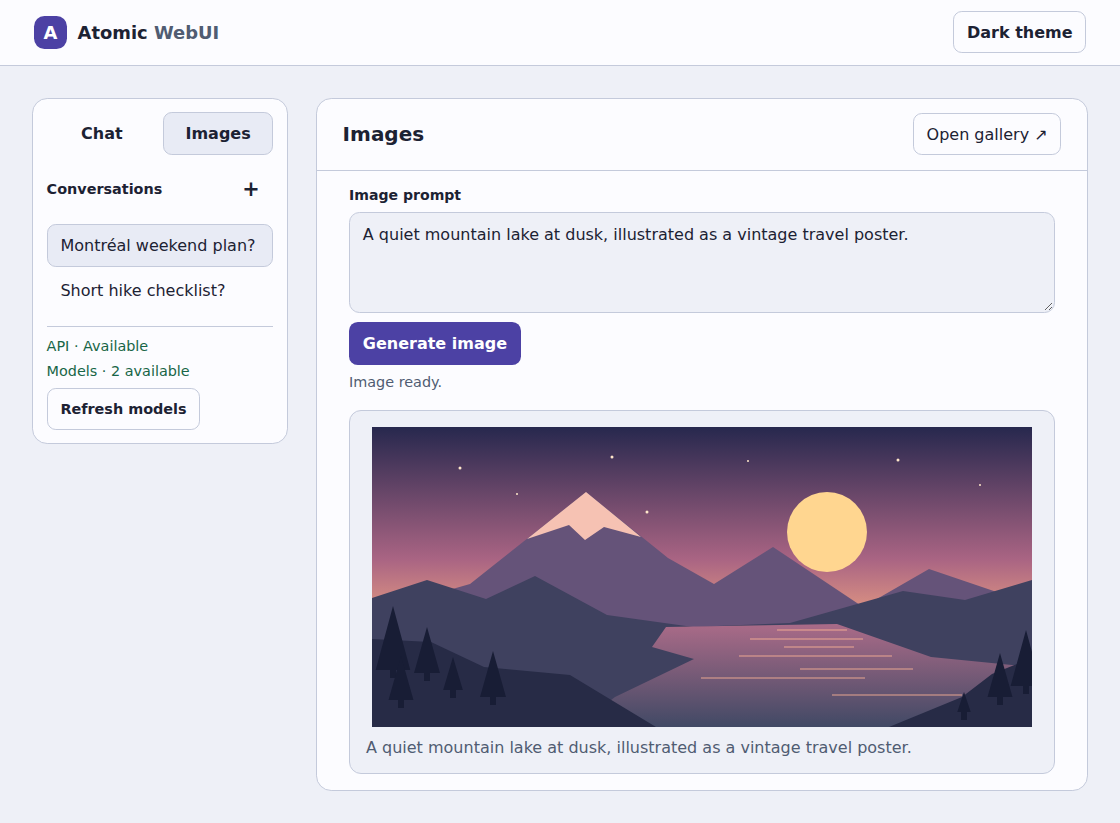 A Atomic WebUI
Dark theme
Chat
Images
Conversations +
Montréal weekend plan?
Short hike checklist?
API · Available
Models · 2 available
Refresh models
Images
Open gallery ↗
Image prompt
A quiet mountain lake at dusk, illustrated as a vintage travel poster.
Generate image
Image ready.
A quiet mountain lake at dusk, illustrated as a vintage travel poster.